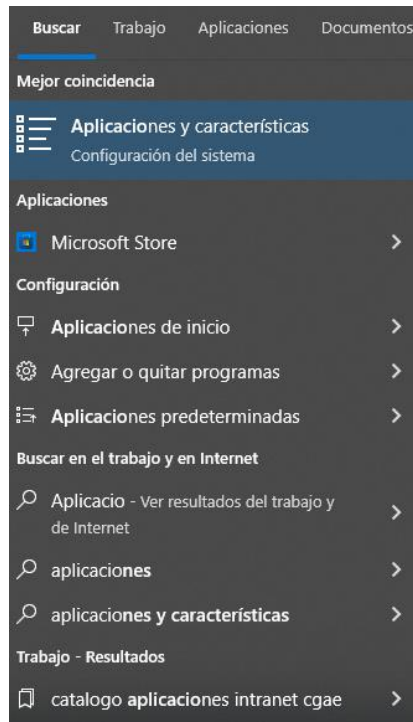 Buscar Trabajo Aplicaciones Documentos
Mejor coincidencia
Aplicaciones y características
Configuración del sistema
Aplicaciones
Microsoft Store
Configuración
Aplicaciones de inicio
Agregar o quitar programas
Aplicaciones predeterminadas
Buscar en el trabajo y en Internet
Aplicacio - Ver resultados del trabajo y
de Internet
aplicaciones
aplicaciones y características
Trabajo - Resultados
catalogo aplicaciones intranet cgae